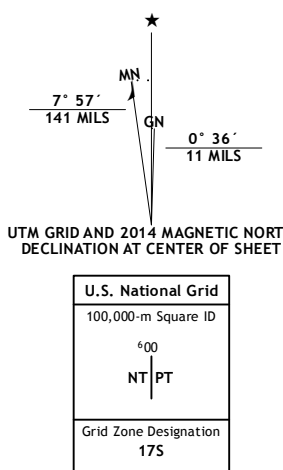 ★
MN
7° 57´
141 MILS
GN
0° 36´
11 MILS
UTM GRID AND 2014 MAGNETIC NORT
DECLINATION AT CENTER OF SHEET
U.S. National Grid
100,000-m Square ID
⁶00
NT PT
Grid Zone Designation
17S